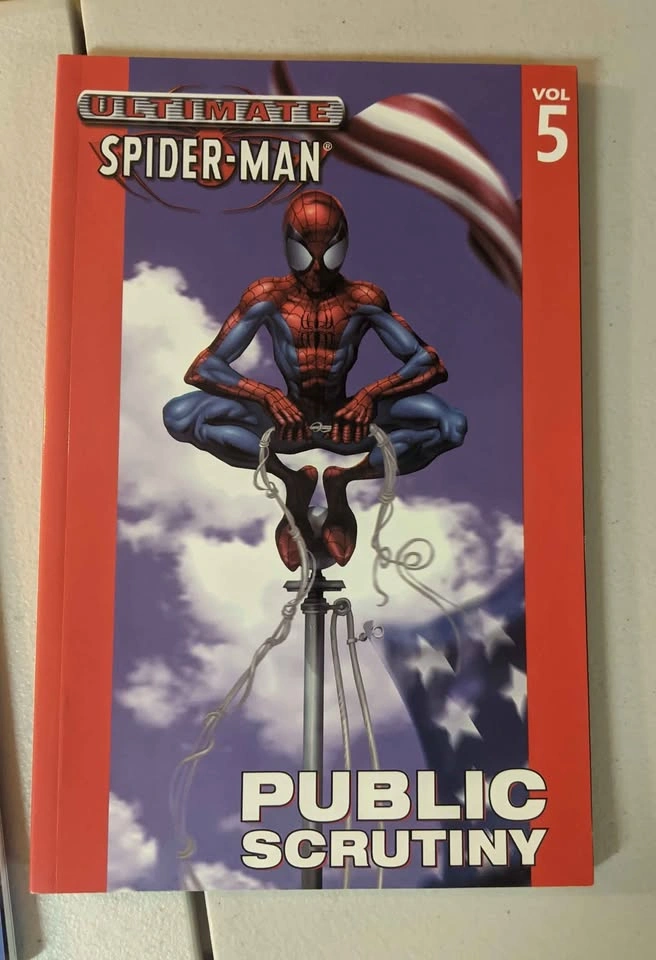 ULTIMATE
SPIDER-MAN®
VOL
5
PUBLIC
SCRUTINY